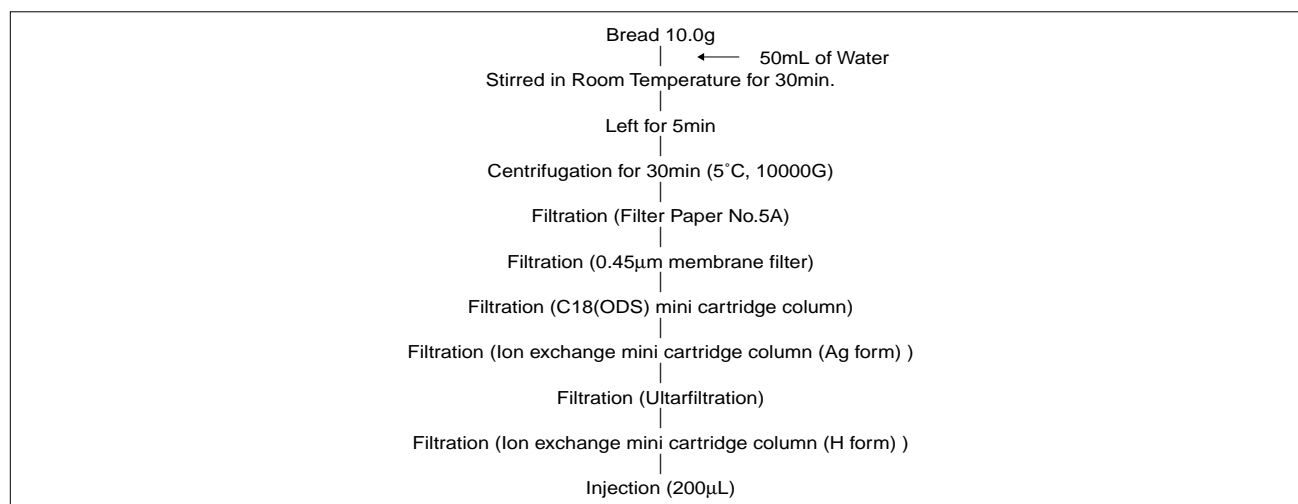 Bread 10.0g
50mL of Water
Stirred in Room Temperature for 30min.
Left for 5min
Centrifugation for 30min (5˚C, 10000G)
Filtration (Filter Paper No.5A)
Filtration (0.45μm membrane filter)
Filtration (C18(ODS) mini cartridge column)
Filtration (Ion exchange mini cartridge column (Ag form) )
Filtration (Ultarfiltration)
Filtration (Ion exchange mini cartridge column (H form) )
Injection (200μL)